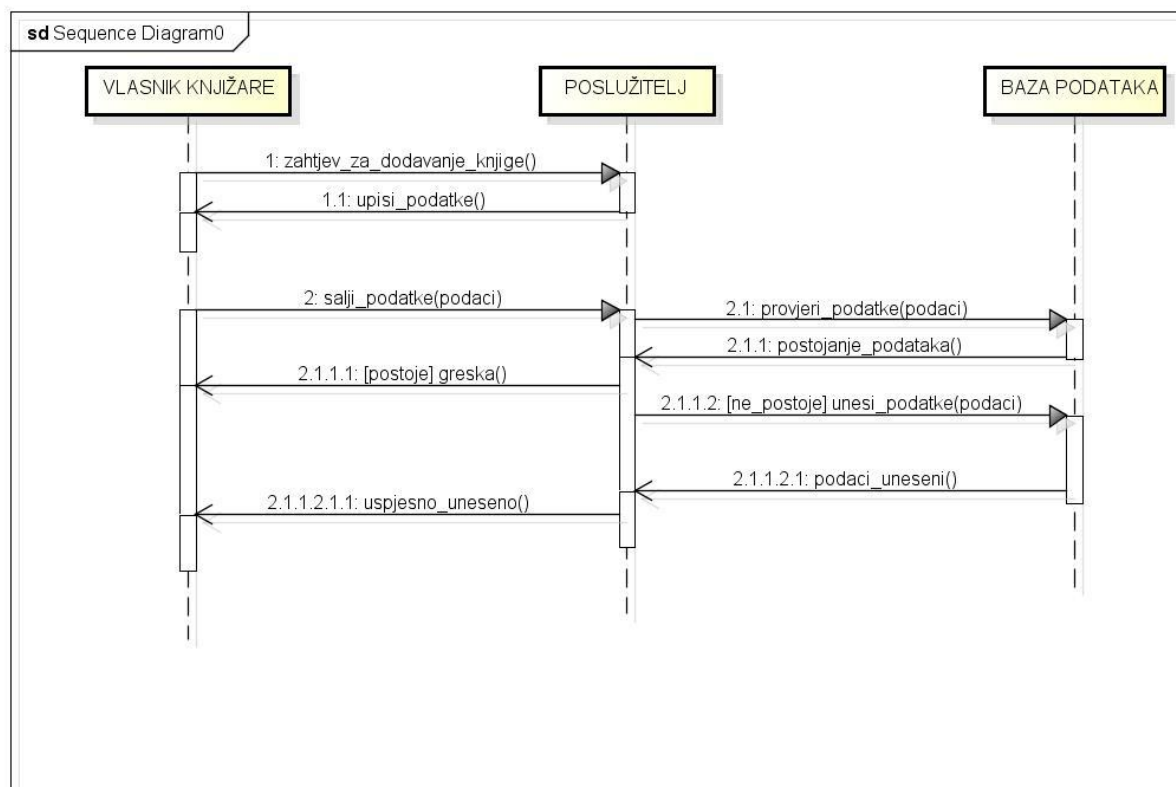 sd Sequence Diagram0
VLASNIK KNJIŽARE
POSLUŽITELJ
BAZA PODATAKA
1: zahtjev_za_dodavanje_knjige()
1.1: upisi_podatke()
2: salji_podatke(podaci)
2.1: provjeri_podatke(podaci)
2.1.1: postojanje_podataka()
2.1.1.1: [postoje] greska()
2.1.1.2: [ne_postoje] unesi_podatke(podaci)
2.1.1.2.1: podaci_uneseni()
2.1.1.2.1.1: uspjesno_uneseno()